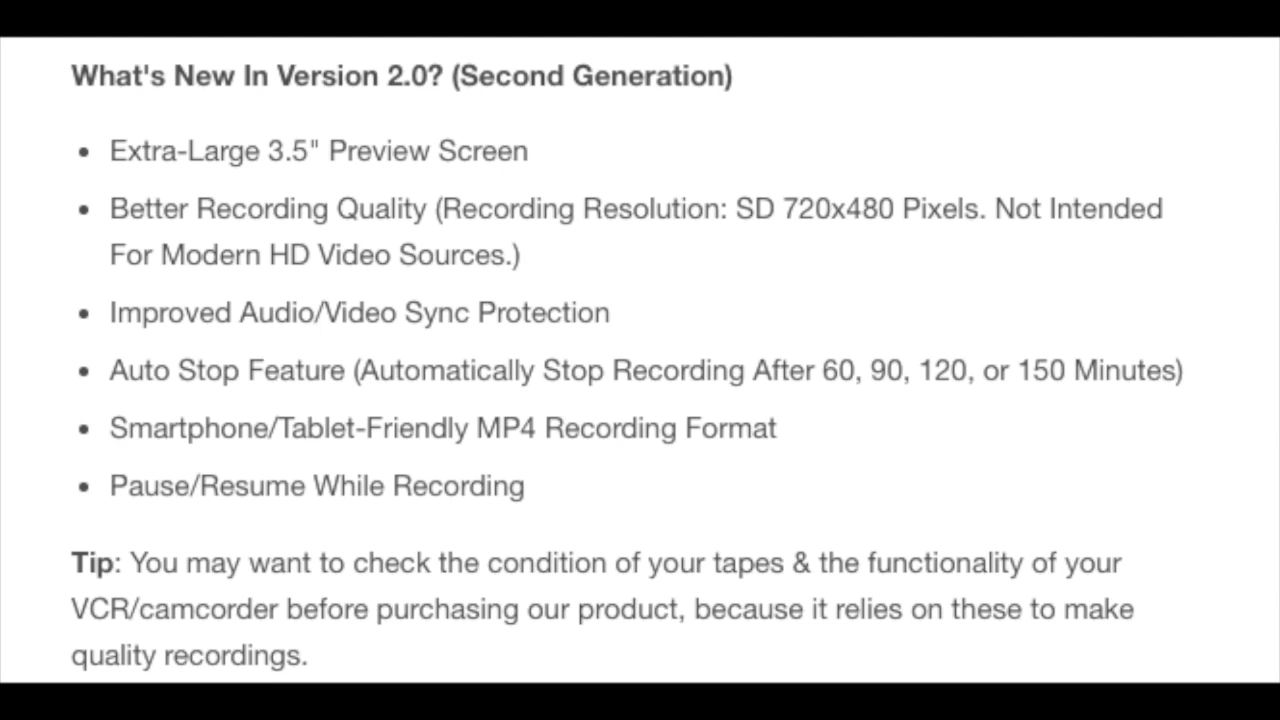 What's New In Version 2.0? (Second Generation)
• Extra-Large 3.5" Preview Screen
• Better Recording Quality (Recording Resolution: SD 720x480 Pixels. Not Intended
For Modern HD Video Sources.)
• Improved Audio/Video Sync Protection
• Auto Stop Feature (Automatically Stop Recording After 60, 90, 120, or 150 Minutes)
• Smartphone/Tablet-Friendly MP4 Recording Format
• Pause/Resume While Recording
Tip: You may want to check the condition of your tapes & the functionality of your
VCR/camcorder before purchasing our product, because it relies on these to make
quality recordings.